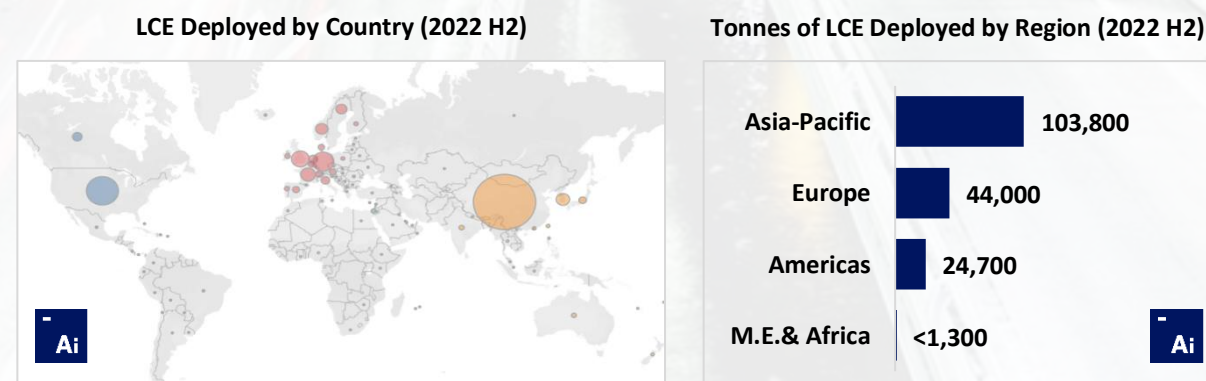 LCE Deployed by Country (2022 H2)
Ai
Tonnes of LCE Deployed by Region (2022 H2)
Asia-Pacific 103,800
Europe 44,000
Americas 24,700
M.E.& Africa <1,300
Ai